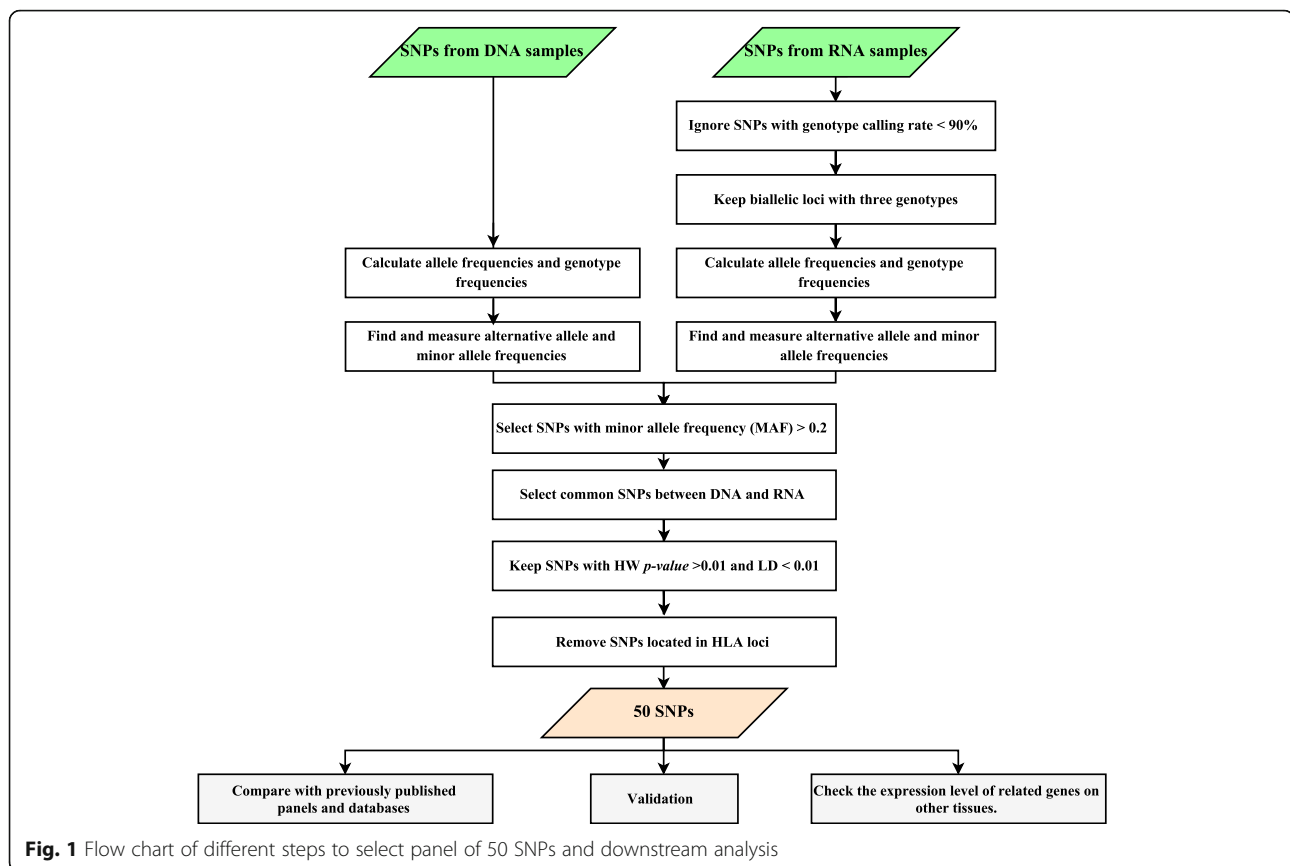 SNPs from DNA samples
SNPs from RNA samples
Ignore SNPs with genotype calling rate < 90%
Keep biallelic loci with three genotypes
Calculate allele frequencies and genotype
frequencies
Calculate allele frequencies and genotype
frequencies
Find and measure alternative allele and
minor allele frequencies
Find and measure alternative allele and minor
allele frequencies
Select SNPs with minor allele frequency (MAF) > 0.2
Select common SNPs between DNA and RNA
Keep SNPs with HW p-value >0.01 and LD < 0.01
Remove SNPs located in HLA loci
50 SNPs
Compare with previously published
panels and databases
Validation
Check the expression level of related genes on
other tissues.
Fig. 1 Flow chart of different steps to select panel of 50 SNPs and downstream analysis